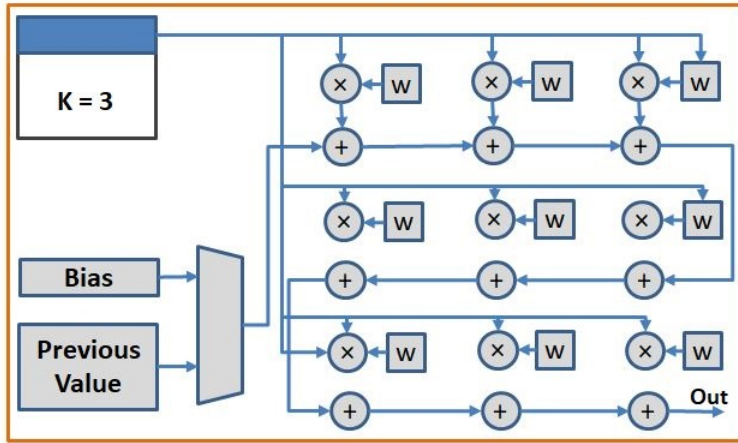 K = 3
× w × w × w
+ + +
× w × w × w
Bias
+ + +
Previous
Value
× w × w × w
Out
+ + +